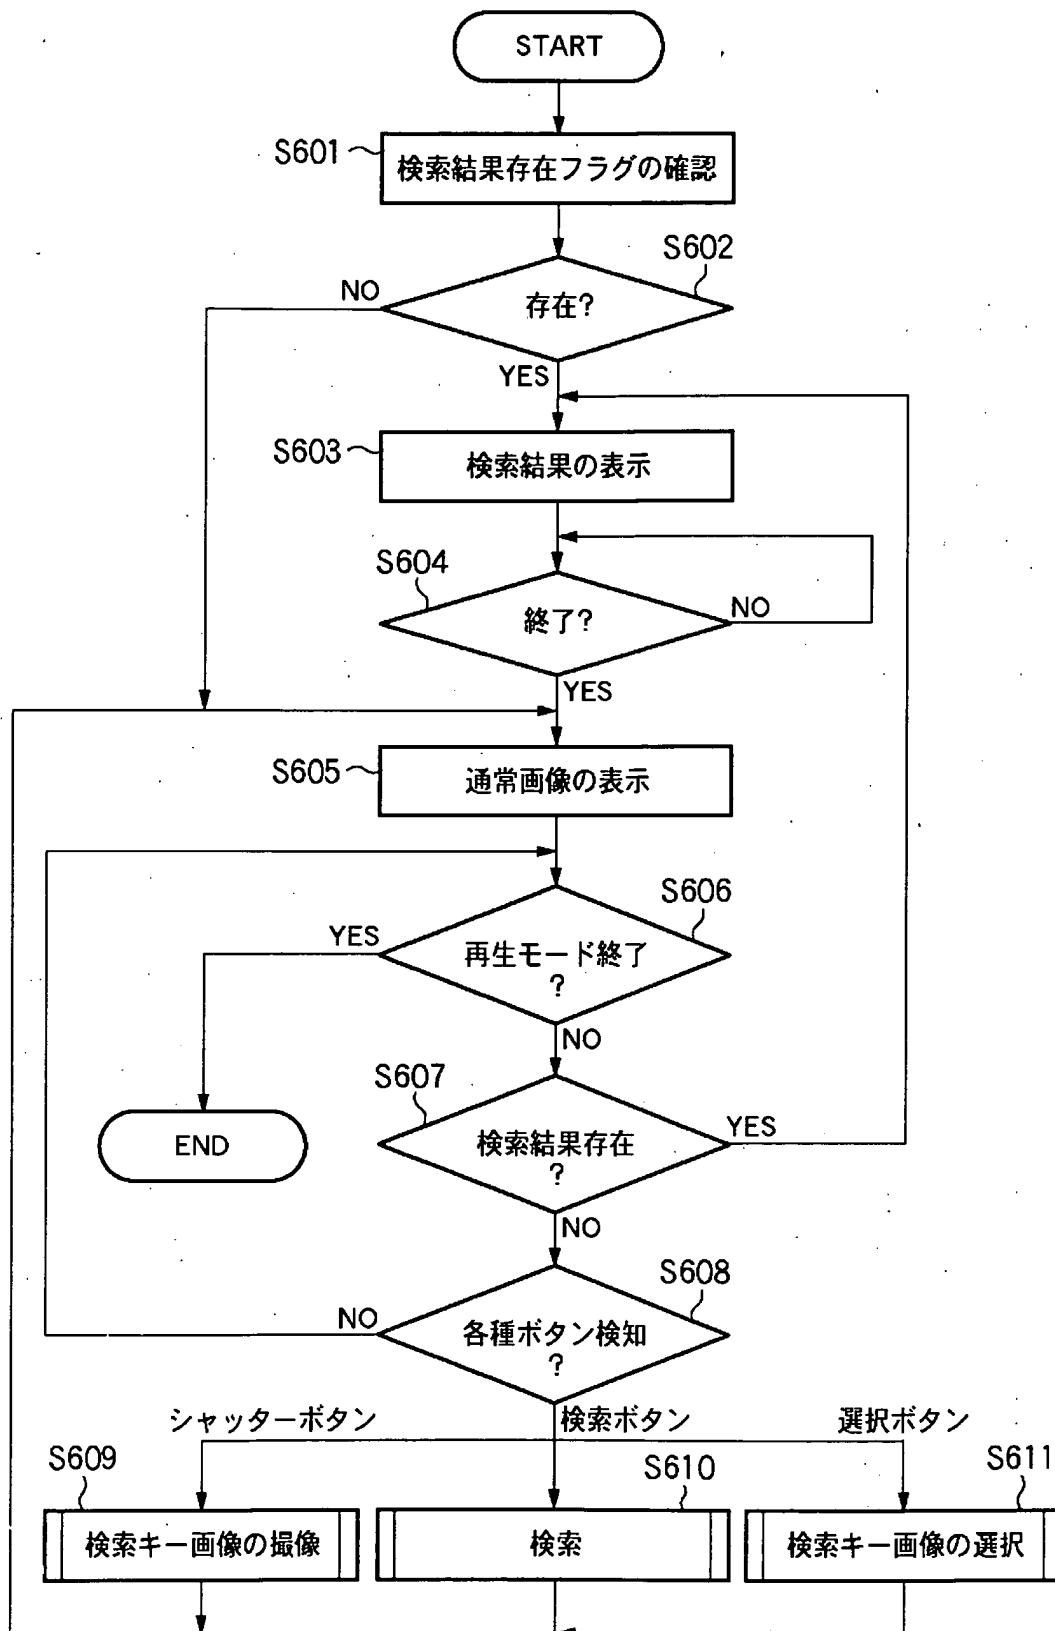 START
S601
検索結果存在フラグの確認
S602
存在?
NO
YES
S603
検索結果の表示
S604
終了?
NO
YES
S605
通常画像の表示
S606
再生モード終了
?
YES
NO
END
S607
検索結果存在
?
YES
NO
S608
各種ボタン検知
?
NO
シャッターボタン
検索ボタン
選択ボタン
S609
検索キー画像の撮像
S610
検索
S611
検索キー画像の選択